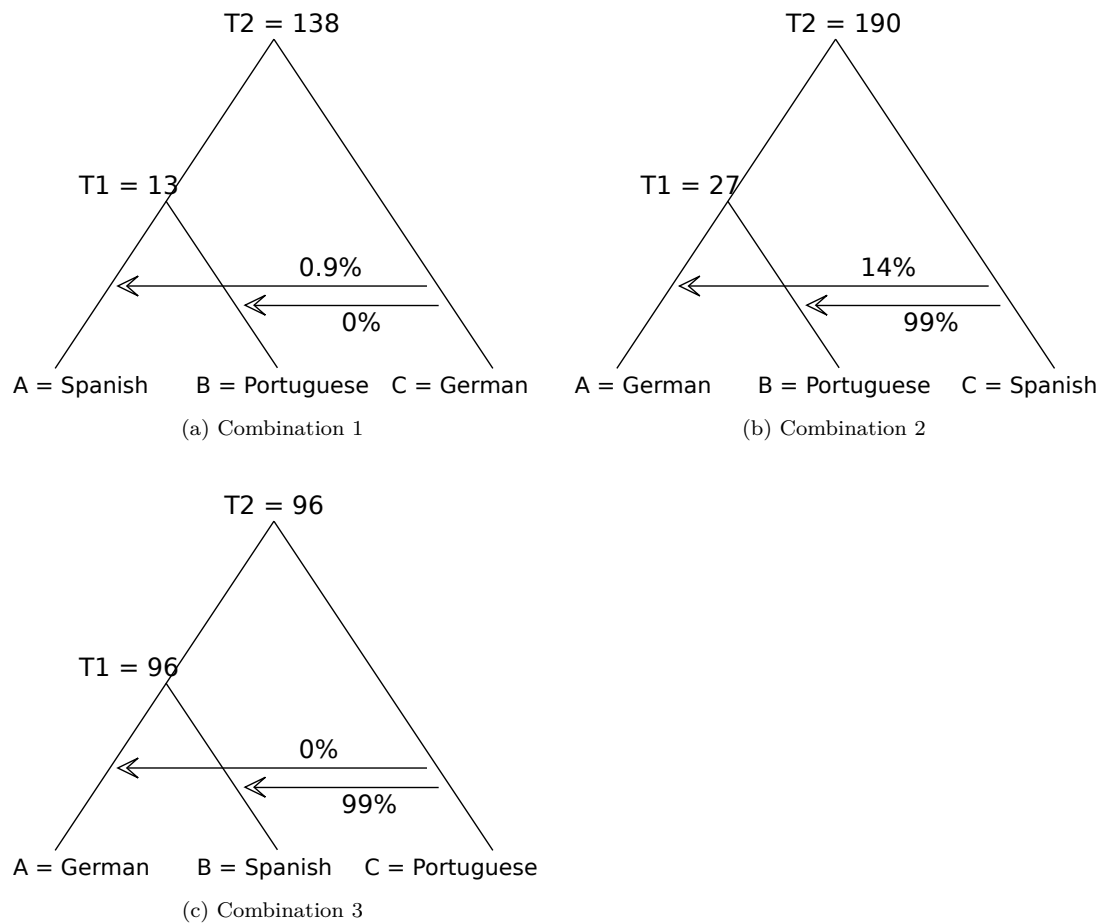 T2 = 138
T1 = 13
0.9%
0%
A = Spanish B = Portuguese C = German
(a) Combination 1
T2 = 190
T1 = 27
14%
99%
A = German B = Portuguese C = Spanish
(b) Combination 2
T2 = 96
T1 = 96
0%
99%
A = German B = Spanish C = Portuguese
(c) Combination 3